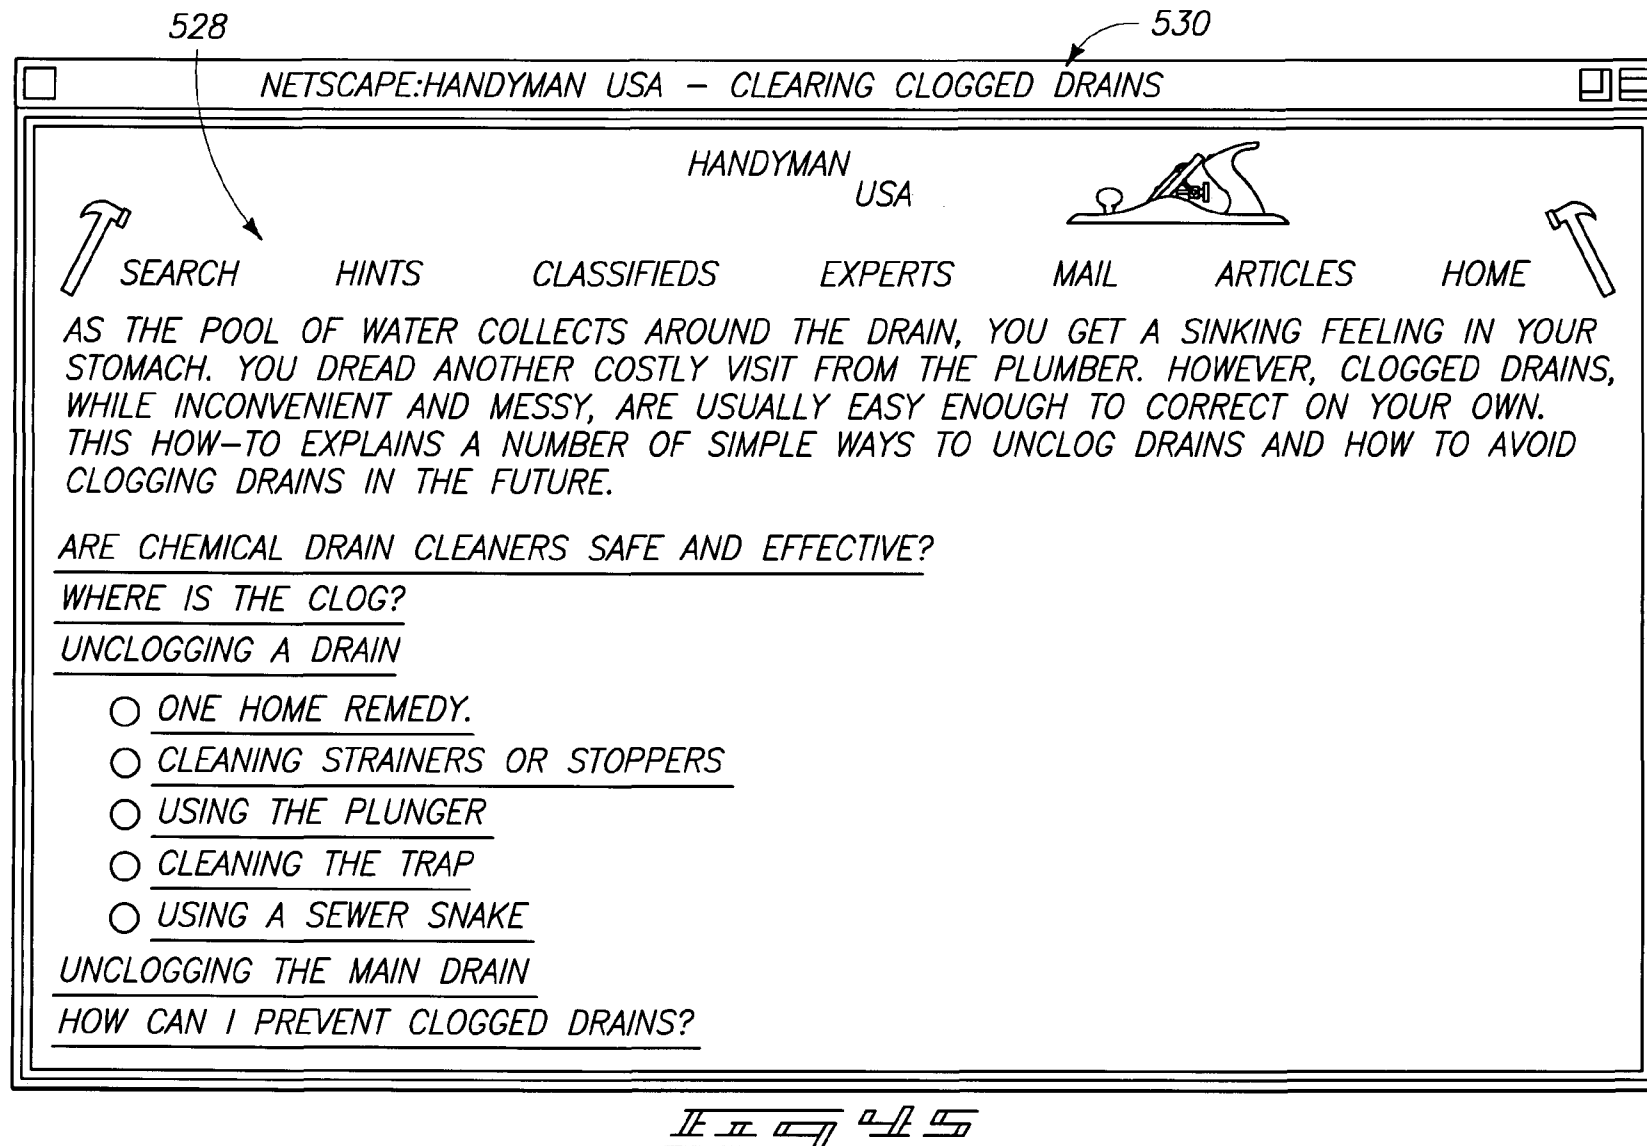 528
530
NETSCAPE:HANDYMAN USA – CLEARING CLOGGED DRAINS
HANDYMAN
USA
SEARCH HINTS CLASSIFIEDS EXPERTS MAIL ARTICLES HOME
AS THE POOL OF WATER COLLECTS AROUND THE DRAIN, YOU GET A SINKING FEELING IN YOUR
STOMACH. YOU DREAD ANOTHER COSTLY VISIT FROM THE PLUMBER. HOWEVER, CLOGGED DRAINS,
WHILE INCONVENIENT AND MESSY, ARE USUALLY EASY ENOUGH TO CORRECT ON YOUR OWN.
THIS HOW–TO EXPLAINS A NUMBER OF SIMPLE WAYS TO UNCLOG DRAINS AND HOW TO AVOID
CLOGGING DRAINS IN THE FUTURE.
ARE CHEMICAL DRAIN CLEANERS SAFE AND EFFECTIVE?
WHERE IS THE CLOG?
UNCLOGGING A DRAIN
ONE HOME REMEDY.
CLEANING STRAINERS OR STOPPERS
USING THE PLUNGER
CLEANING THE TRAP
USING A SEWER SNAKE
UNCLOGGING THE MAIN DRAIN
HOW CAN I PREVENT CLOGGED DRAINS?
FIG 45